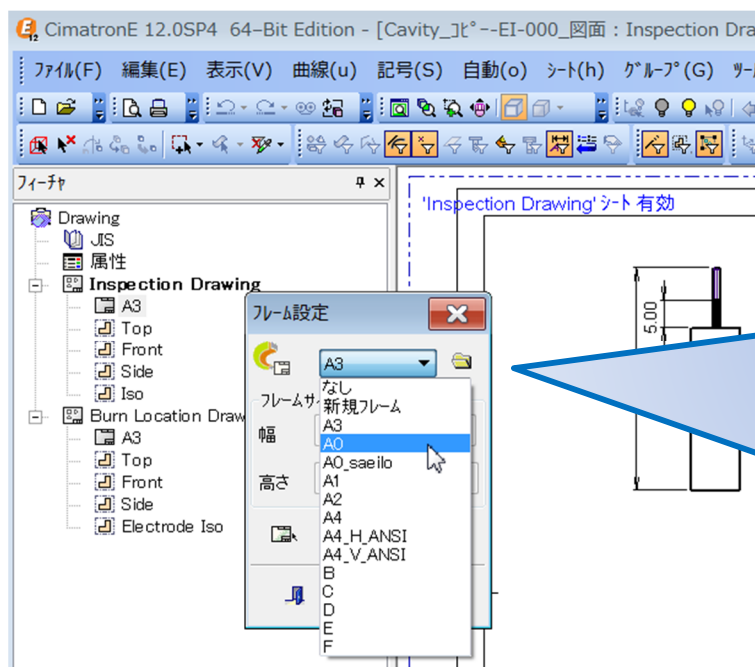 CimatronE 12.0SP4 64-Bit Edition - [Cavity_ｺﾋﾟｰ-EI-000_図面 : Inspection Dra
ﾌｧｲﾙ(F) 編集(E) 表示(V) 曲線(u) 記号(S) 自動(o) ｼｰﾄ(h) ｸﾞﾙｰﾌﾟ(G) ﾂｰ
ﾌｨｰﾁｬ
'Inspection Drawing' ｼｰﾄ 有効
Drawing
JIS
属性
Inspection Drawing
A3
Top
Front
Side
Iso
Burn Location Draw
A3
Top
Front
Side
Electrode Iso
ﾌﾚｰﾑ設定
A3
ﾌﾚｰﾑｻ
幅
高さ
なし
新規ﾌﾚｰﾑ
A3
A0
A0_saeilo
A1
A2
A4
A4_H_ANSI
A4_V_ANSI
B
C
D
E
F
5.00